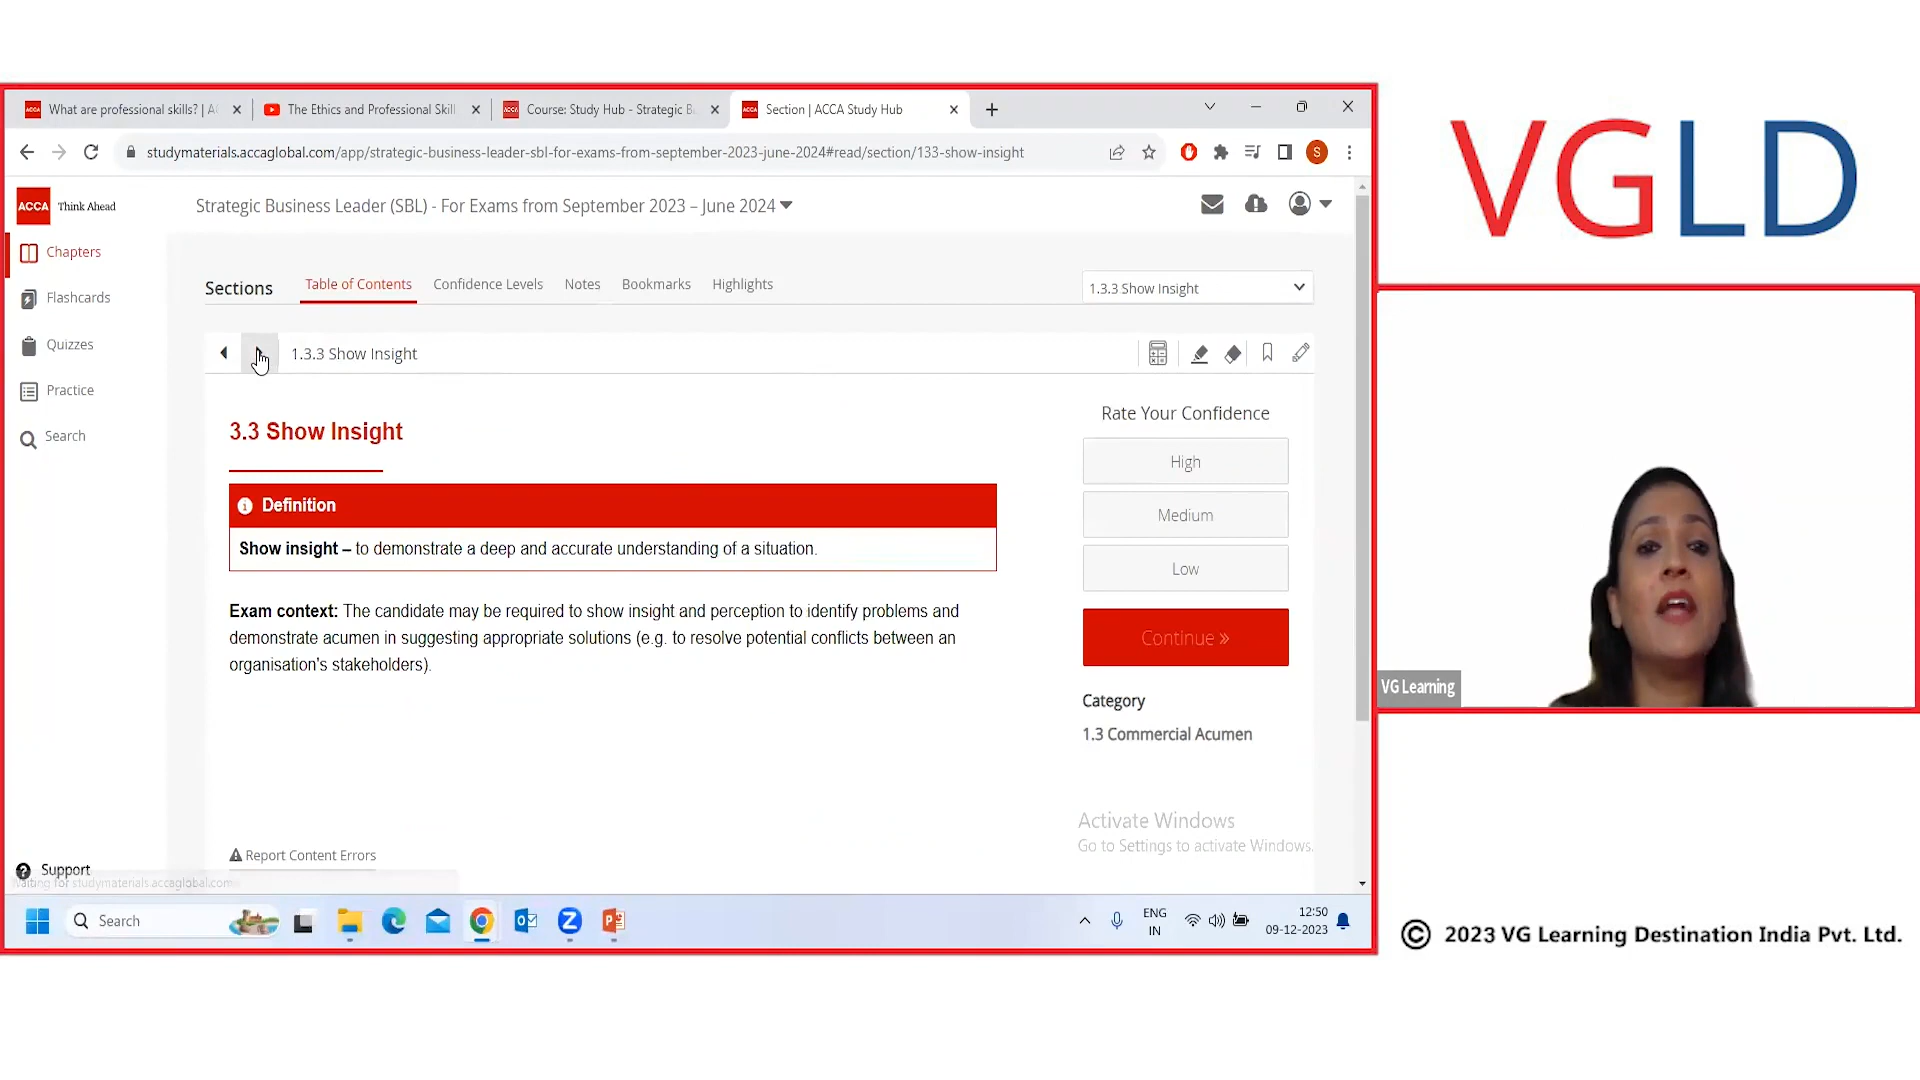 What are professional skills? | A
The Ethics and Professional Skill
Course: Study Hub - Strategic B
Section | ACCA Study Hub
studymaterials.accaglobal.com/app/strategic-business-leader-sbl-for-exams-from-september-2023-june-2024#read/section/133-show-insight
S
ACCA Think Ahead
Strategic Business Leader (SBL) - For Exams from September 2023 – June 2024
Chapters
Flashcards
Quizzes
Practice
Search
Support
Sections
Table of Contents
Confidence Levels
Notes
Bookmarks
Highlights
1.3.3 Show Insight
1.3.3 Show Insight
3.3 Show Insight
Definition
Show insight – to demonstrate a deep and accurate understanding of a situation.
Exam context: The candidate may be required to show insight and perception to identify problems and
demonstrate acumen in suggesting appropriate solutions (e.g. to resolve potential conflicts between an
organisation's stakeholders).
Report Content Errors
Rate Your Confidence
High
Medium
Low
Continue »
Category
1.3 Commercial Acumen
Activate Windows
Go to Settings to activate Windows.
Waiting for studymaterials.accaglobal.com...
Search
ENG
IN
12:50
09-12-2023
VGLD
VG Learning
© 2023 VG Learning Destination India Pvt. Ltd.